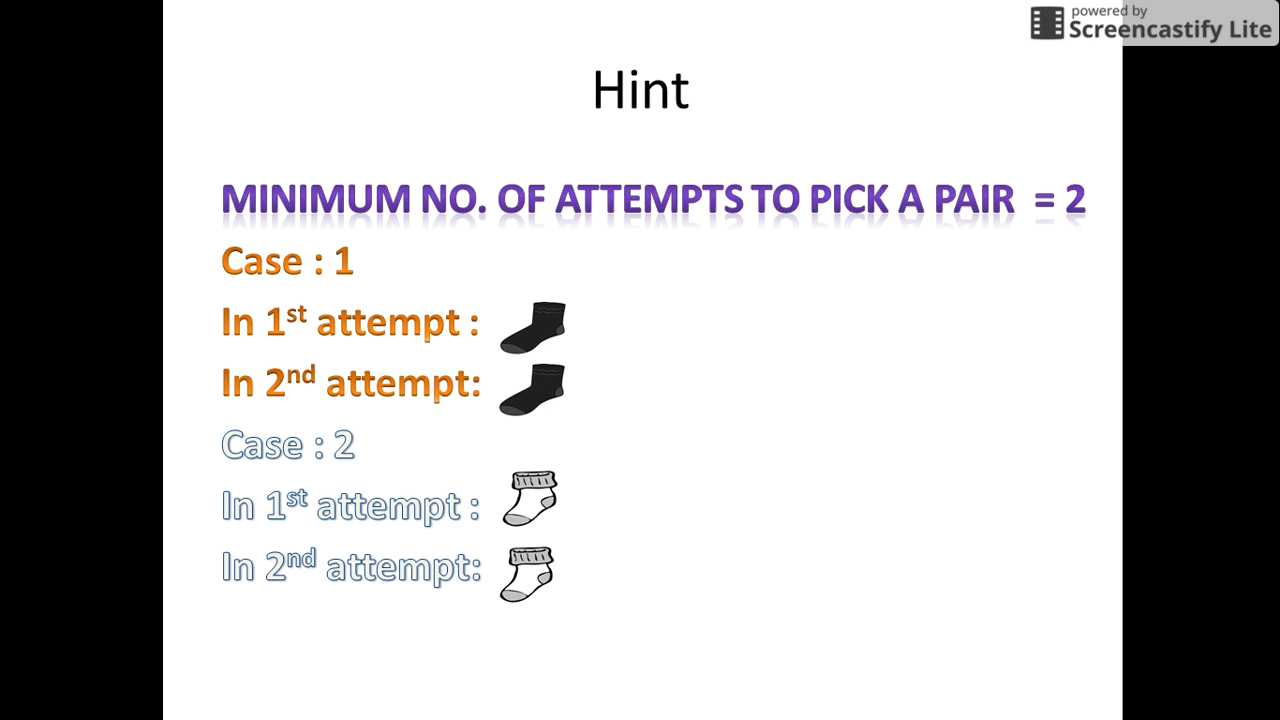 powered by
Screencastify Lite
Hint
MINIMUM NO. OF ATTEMPTS TO PICK A PAIR = 2
Case : 1
In 1st attempt :
In 2nd attempt:
Case : 2
In 1st attempt :
In 2nd attempt: